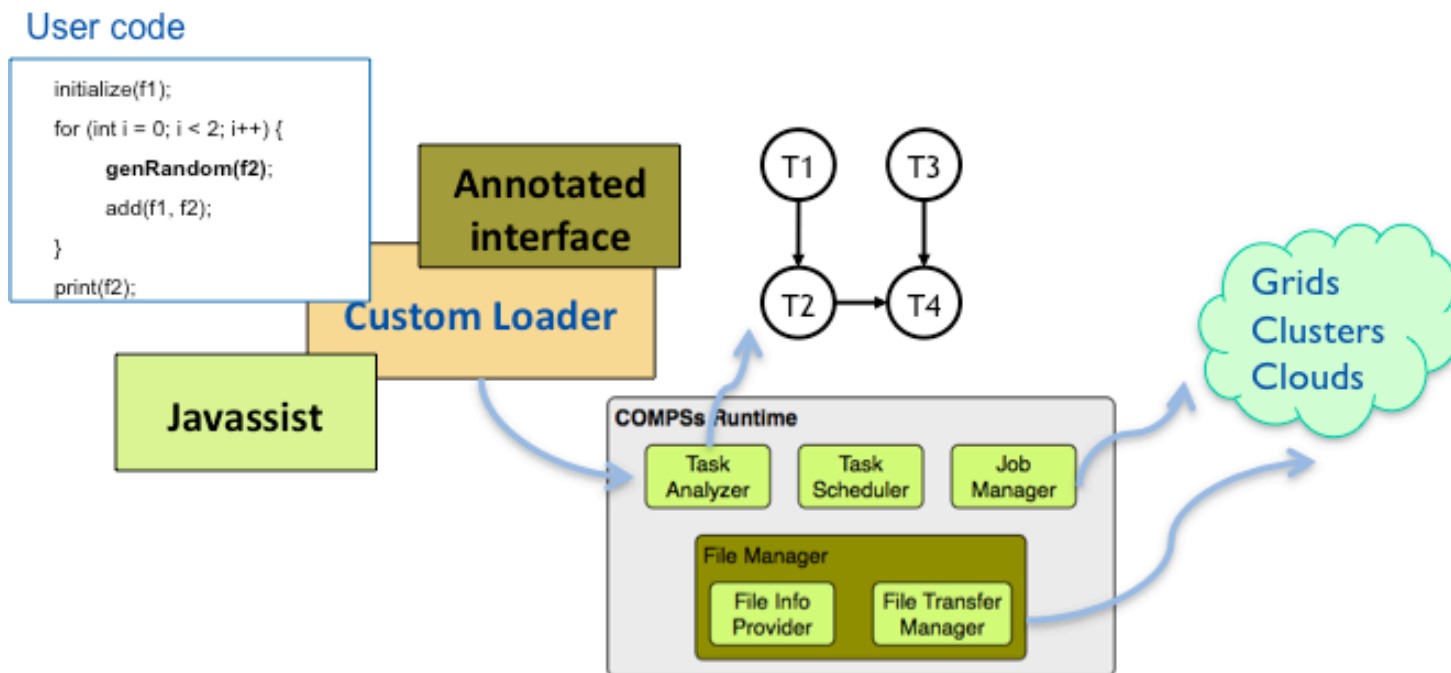 User code
initialize(f1);
for (int i = 0; i < 2; i++) {
genRandom(f2);
add(f1, f2);
}
print(f2);
Annotated
interface
Custom Loader
Javassist
T1
T3
T2
T4
Grids
Clusters
Clouds
COMPSs Runtime
Task
Analyzer
Task
Scheduler
Job
Manager
File Manager
File Info
Provider
File Transfer
Manager